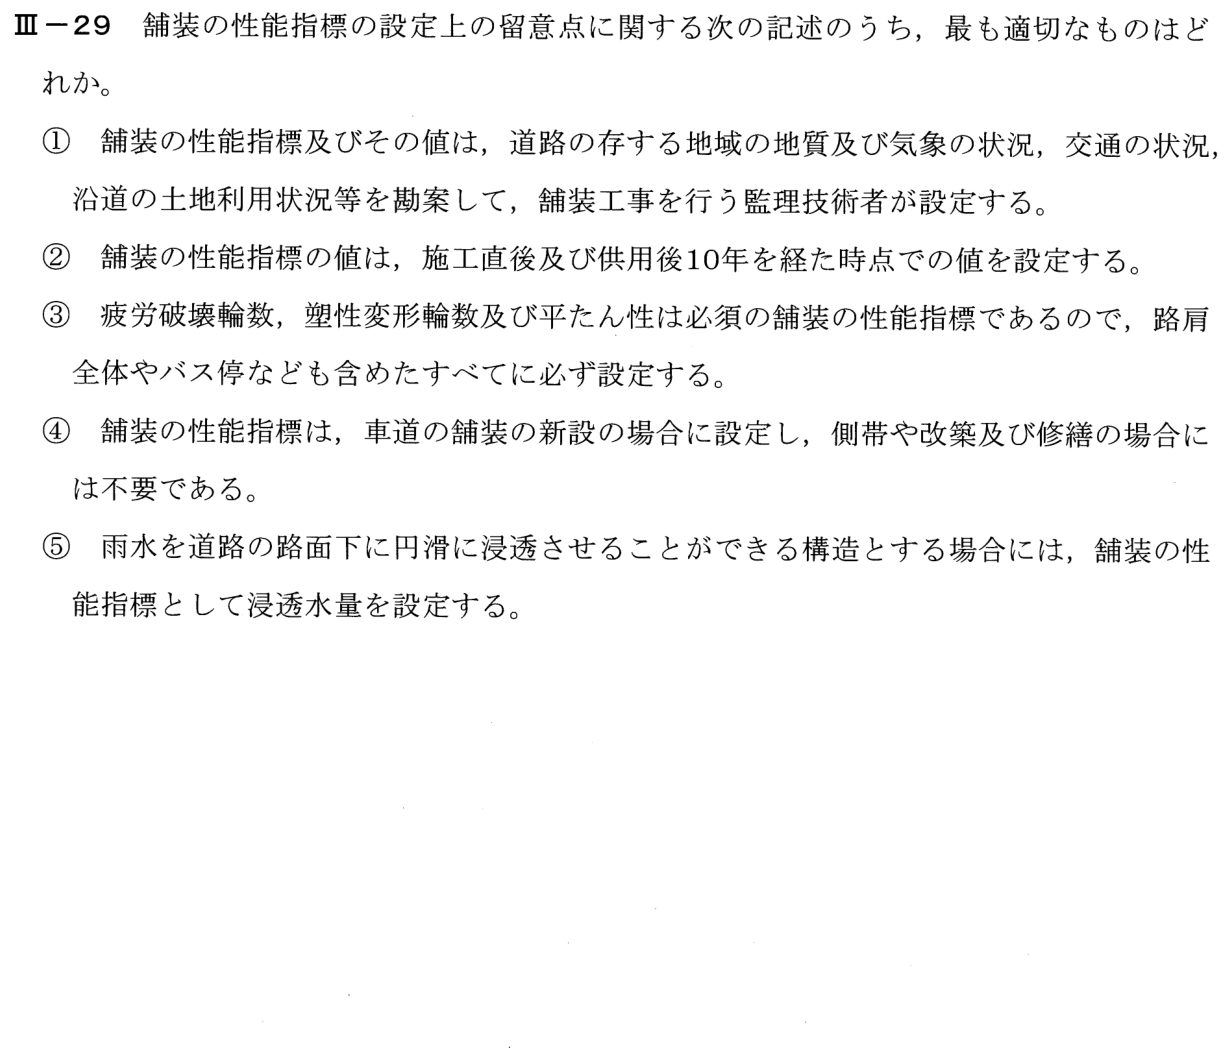 Ⅲ－29　舗装の性能指標の設定上の留意点に関する次の記述のうち，最も適切なものはど
れか。
①　舗装の性能指標及びその値は，道路の存する地域の地質及び気象の状況，交通の状況，
沿道の土地利用状況等を勘案して，舗装工事を行う監理技術者が設定する。
②　舗装の性能指標の値は，施工直後及び供用後10年を経た時点での値を設定する。
③　疲労破壊輪数，塑性変形輪数及び平たん性は必須の舗装の性能指標であるので，路肩
全体やバス停なども含めたすべてに必ず設定する。
④　舗装の性能指標は，車道の舗装の新設の場合に設定し，側帯や改築及び修繕の場合に
は不要である。
⑤　雨水を道路の路面下に円滑に浸透させることができる構造とする場合には，舗装の性
能指標として浸透水量を設定する。